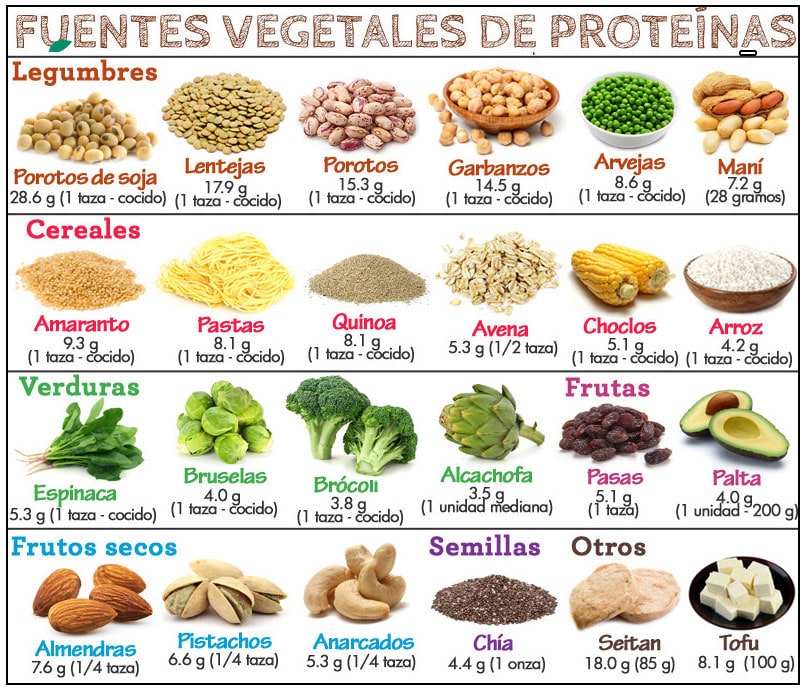 FUENTES VEGETALES DE PROTEÍNAS
Legumbres
Porotos de soja
28.6 g (1 taza - cocido)
Lentejas
17.9 g
(1 taza - cocido)
Porotos
15.3 g
(1 taza - cocido)
Garbanzos
14.5 g
(1 taza - cocido)
Arvejas
8.6 g
(1 taza - cocido)
Maní
7.2 g
(28 gramos)
Cereales
Amaranto
9.3 g
(1 taza - cocido)
Pastas
8.1 g
(1 taza - cocido)
Quinoa
8.1 g
(1 taza - cocido)
Avena
5.3 g (1/2 taza)
Choclos
5.1 g
(1 taza - cocido)
Arroz
4.2 g
(1 taza - cocido)
Verduras
Espinaca
5.3 g (1 taza - cocido)
Bruselas
4.0 g
(1 taza - cocido)
Brócoli
3.8 g
(1 taza - cocido)
Alcachofa
3.5 g
(1 unidad mediana)
Frutas
Pasas
5.1 g
(1 taza)
Palta
4.0 g
(1 unidad - 200 g)
Frutos secos
Almendras
7.6 g (1/4 taza)
Pistachos
6.6 g (1/4 taza)
Anarcados
5.3 g (1/4 taza)
Semillas
Chía
4.4 g (1 onza)
Otros
Seitan
18.0 g (85 g)
Tofu
8.1 g (100 g)